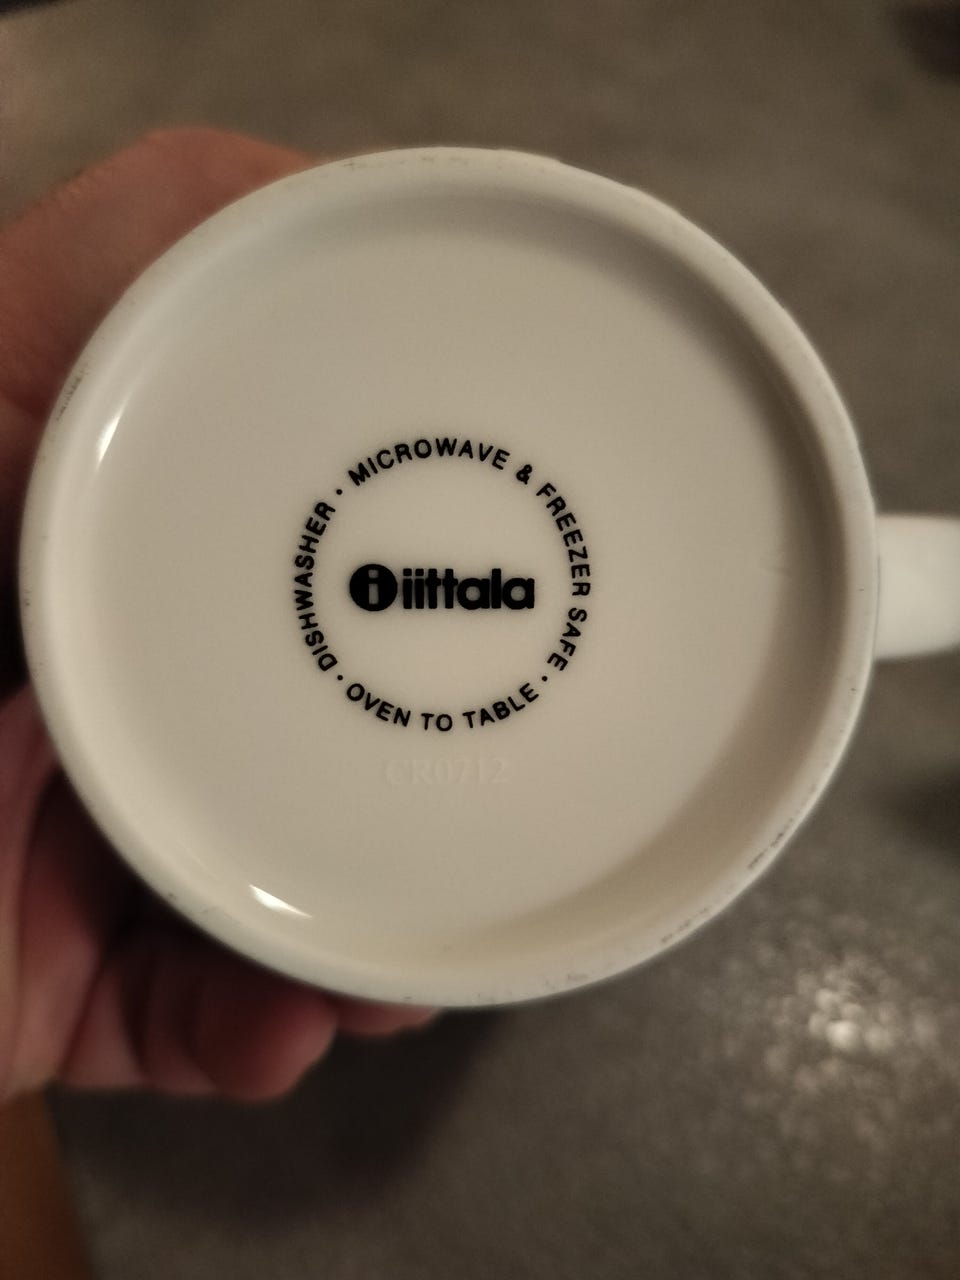 DISHWASHER · MICROWAVE & FREEZER SAFE · OVEN TO TABLE ·
i iittala
CR0712